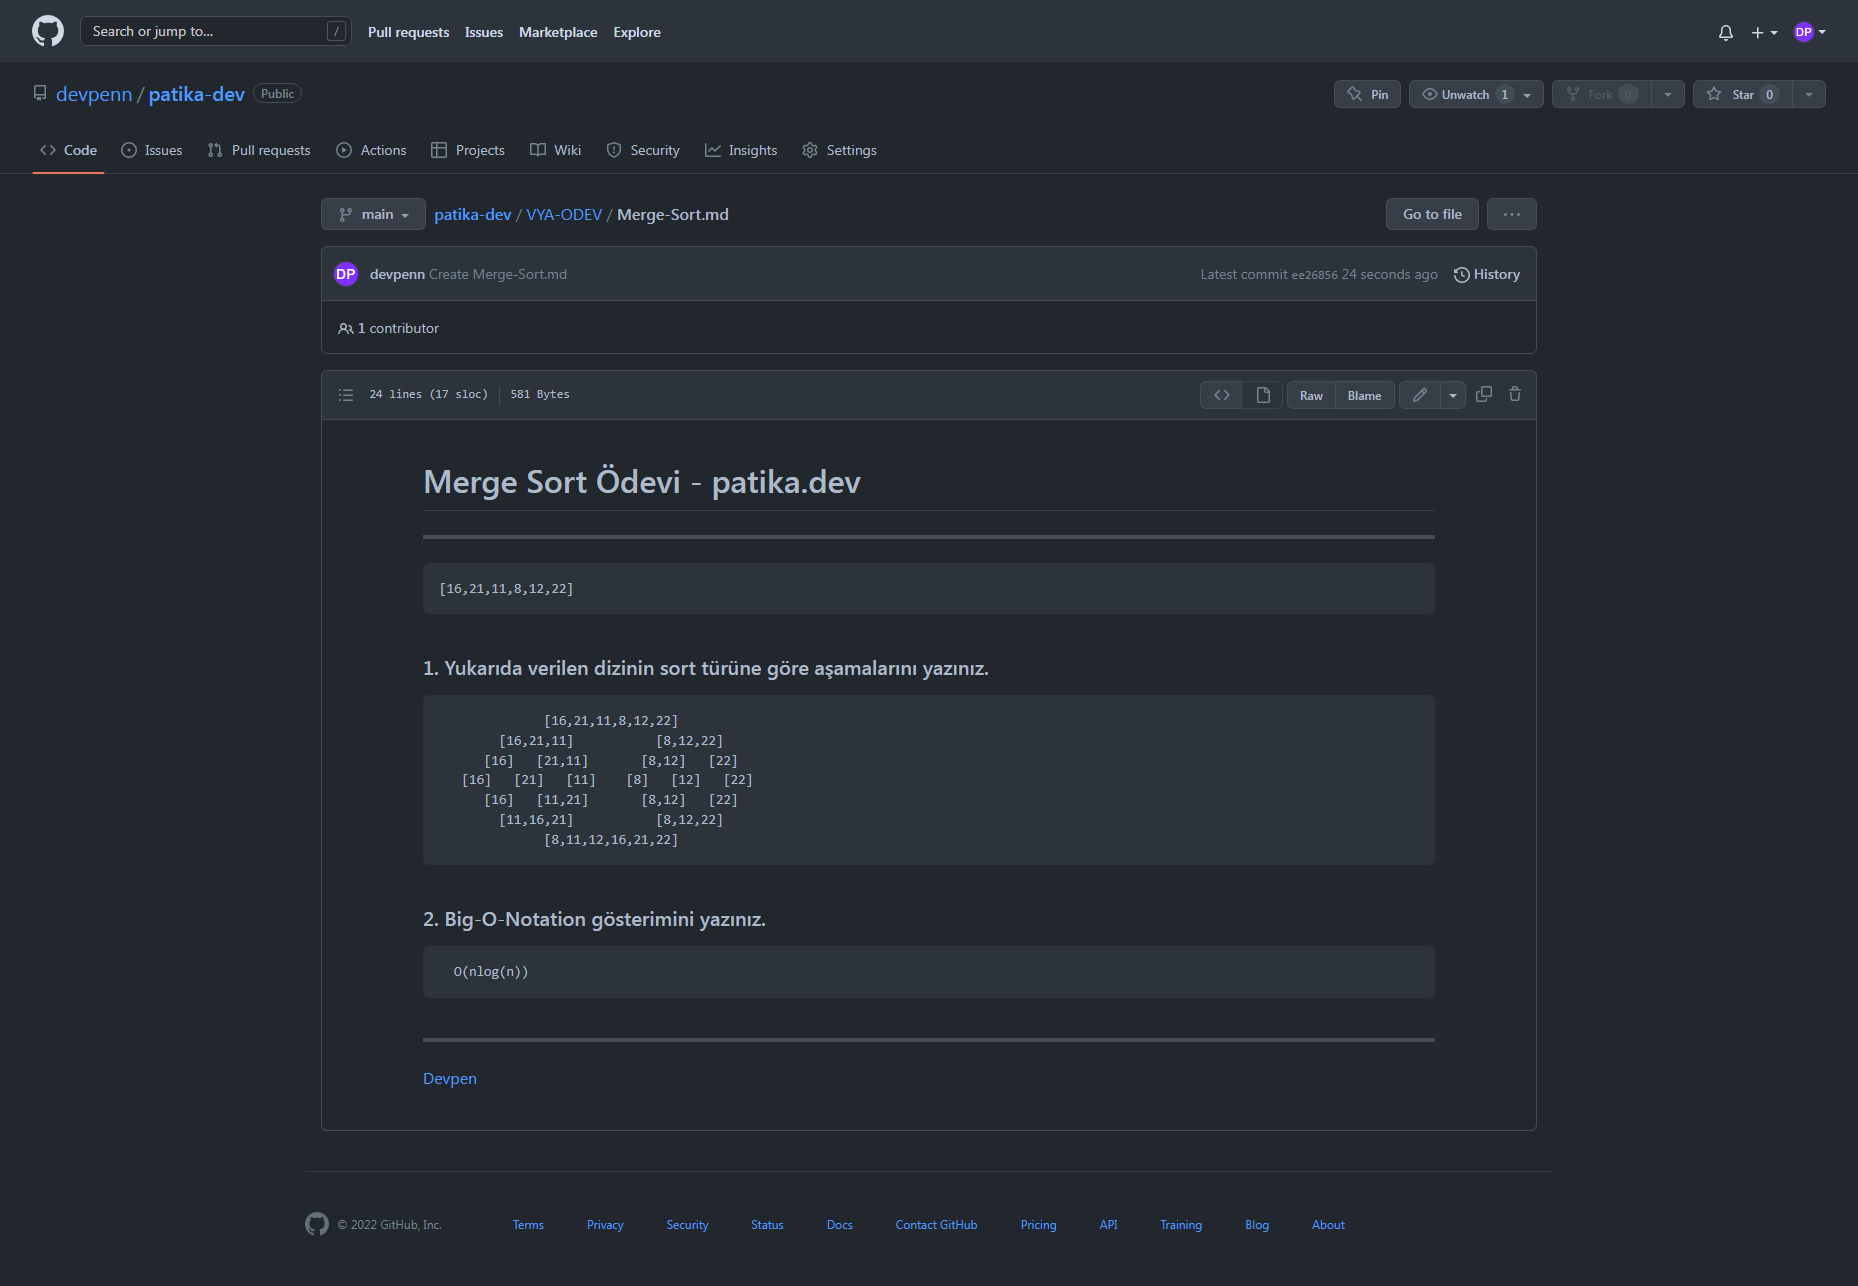 Search or jump to... /
Pull requests Issues Marketplace Explore
DP
devpenn / patika-dev Public
Pin Unwatch 1 Fork 0 Star 0
Code Issues Pull requests Actions Projects Wiki Security Insights Settings
main patika-dev / VYA-ODEV / Merge-Sort.md Go to file ...
DP devpenn Create Merge-Sort.md Latest commit ee26856 24 seconds ago History
1 contributor
24 lines (17 sloc) 581 Bytes Raw Blame
Merge Sort Ödevi - patika.dev
[16,21,11,8,12,22]
1. Yukarıda verilen dizinin sort türüne göre aşamalarını yazınız.
[16,21,11,8,12,22]
[16,21,11] [8,12,22]
[16] [21,11] [8,12] [22]
[16] [21] [11] [8] [12] [22]
[16] [11,21] [8,12] [22]
[11,16,21] [8,12,22]
[8,11,12,16,21,22]
2. Big-O-Notation gösterimini yazınız.
O(nlog(n))
Devpen
© 2022 GitHub, Inc. Terms Privacy Security Status Docs Contact GitHub Pricing API Training Blog About